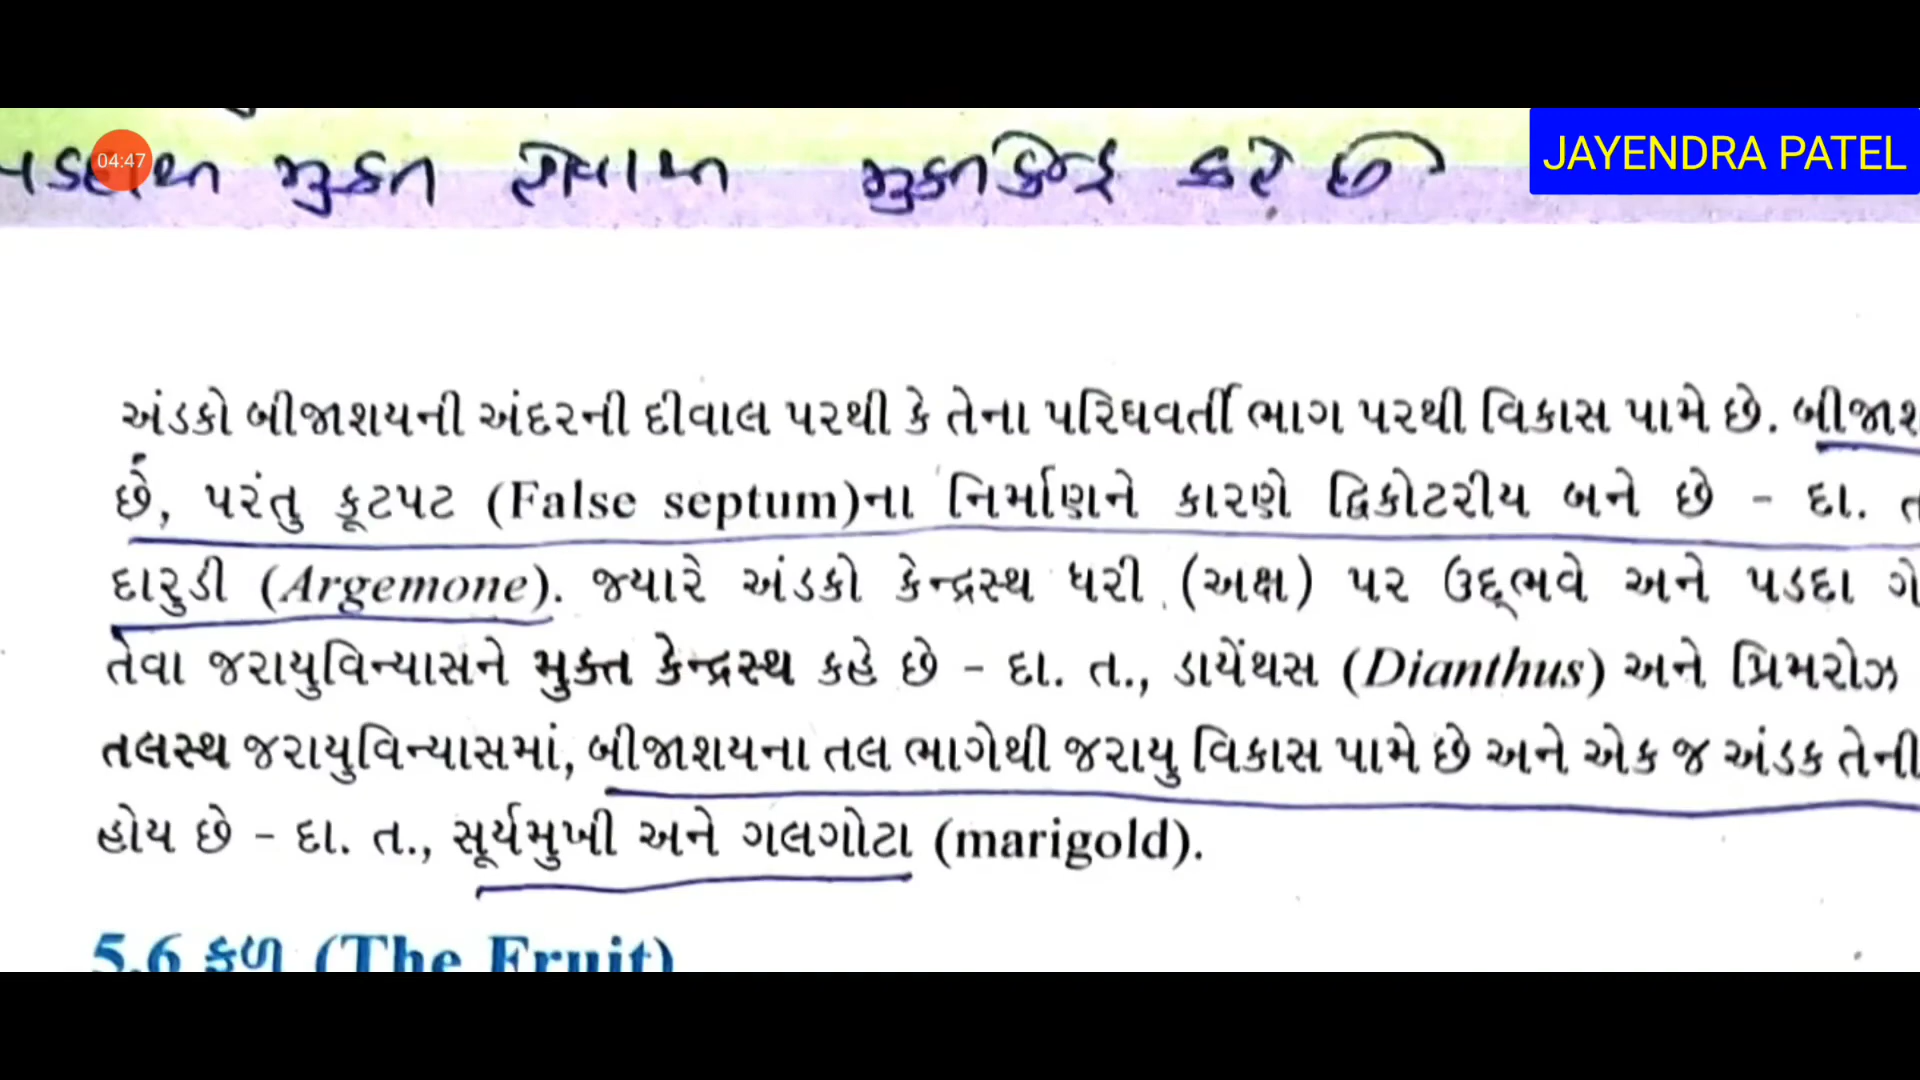 04:47
મુક્ત કરે છે
JAYENDRA PATEL
અંડકો બીજાશયની અંદરની દીવાલ પરથી કે તેના પરિઘવર્તી ભાગ પરથી વિકાસ પામે છે. બીજાશ
છે, પરંતુ કૂટપટ (False septum)ના નિર્માણને કારણે દ્વિકોટરીય બને છે – દા. ત
દારુડી (Argemone). જ્યારે અંડકો કેન્દ્રસ્થ ધરી (અક્ષ) પર ઉદ્ભવે અને પડદા ગે
તેવા જરાયુવિન્યાસને મુક્ત કેન્દ્રસ્થ કહે છે – દા. ત., ડાયેંથસ (Dianthus) અને પ્રિમરોઝ
તલસ્થ જરાયુવિન્યાસમાં, બીજાશયના તલ ભાગેથી જરાયુ વિકાસ પામે છે અને એક જ અંડક તેની
હોય છે – દા. ત., સૂર્યમુખી અને ગલગોટા (marigold).
5.6 ફળ (The Fruit)